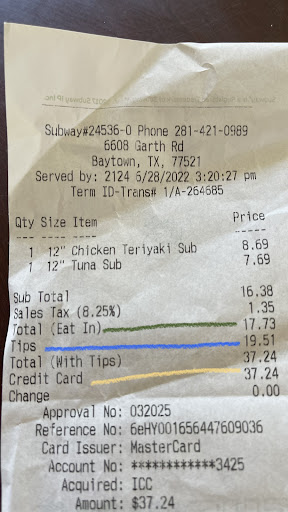 Subway#24536-0 Phone 281-421-0989
6608 Garth Rd
Baytown, TX, 77521
Served by: 2124 6/28/2022 3:20:27 pm
Term ID-Trans# 1/A-264685
Qty Size Item Price
1 12" Chicken Teriyaki Sub 8.69
1 12" Tuna Sub 7.69
Sub Total 16.38
Sales Tax (8.25%) 1.35
Total (Eat In) 17.73
Tips 19.51
Total (With Tips) 37.24
Credit Card 37.24
Change 0.00
Approval No: 032025
Reference No: 6eHY001656447609036
Card Issuer: MasterCard
Account No: ************3425
Acquired: ICC
Amount: $37.24